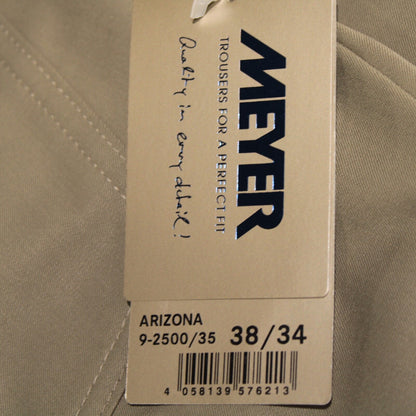 MEYER
TROUSERS FOR A PERFECT FIT
Quality in every detail!
ARIZONA
9-2500/35 38/34
4 058139 576213